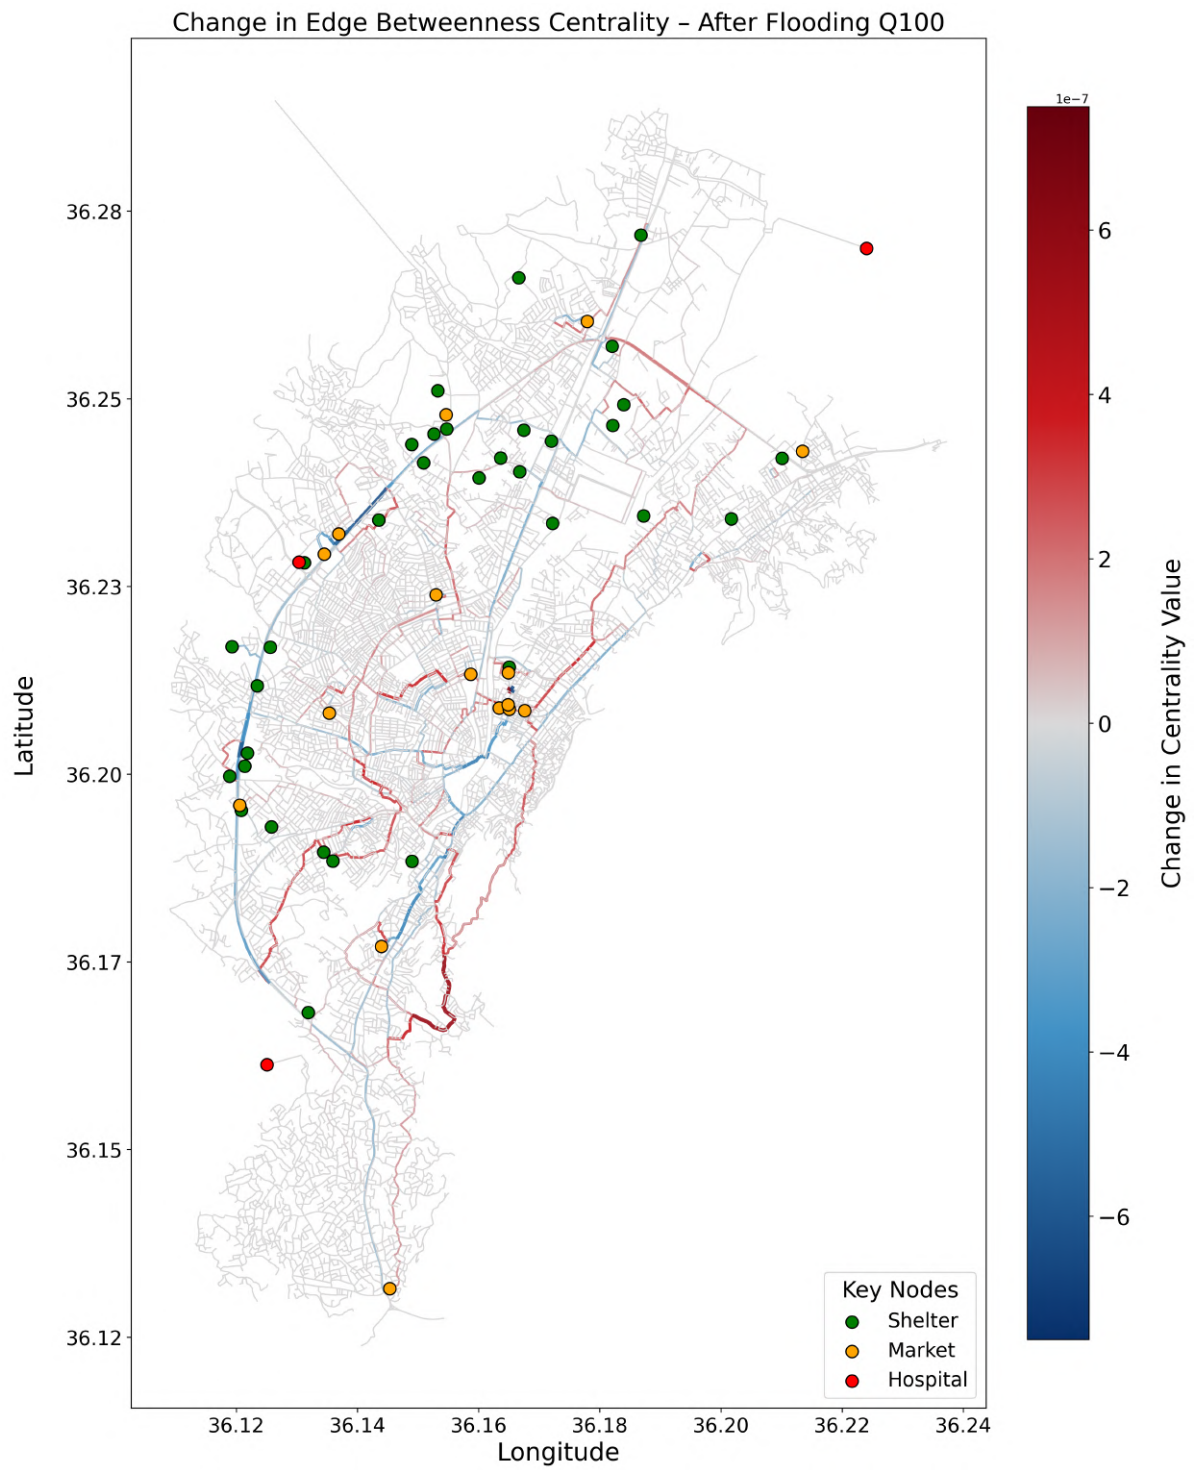 Change in Edge Betweenness Centrality – After Flooding Q100
1e−7
36.28
36.25
36.23
36.20
36.17
36.15
36.12
Latitude
36.12
36.14
36.16
36.18
36.20
36.22
36.24
Longitude
Key Nodes
Shelter
Market
Hospital
6
4
2
0
−2
−4
−6
Change in Centrality Value